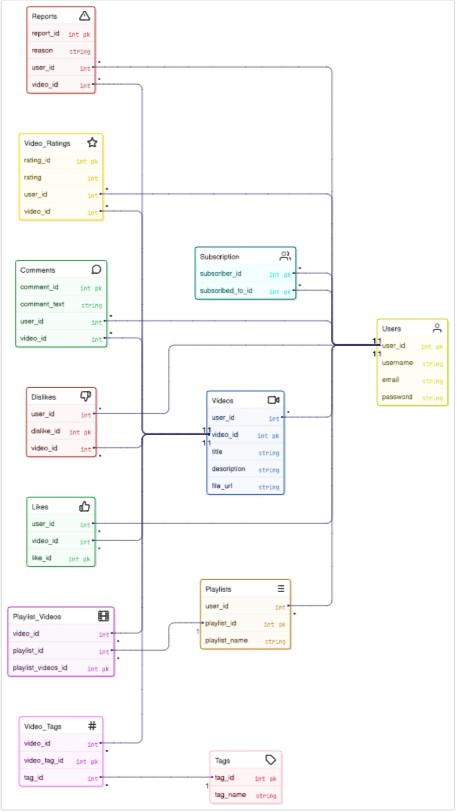 Reports
report_id int pk
reason string
user_id int
video_id int
Video_Ratings
rating_id int pk
rating int
user_id int
video_id int
Subscription
subscriber_id int pk
subscribed_to_id int pk
Comments
comment_id int pk
comment_text string
user_id int
video_id int
Users
user_id int pk
username string
email string
password string
Dislikes
user_id int
dislike_id int pk
video_id int
Videos
user_id int
video_id int pk
title string
description string
file_url string
Likes
user_id int
video_id int
like_id int pk
Playlists
user_id int
playlist_id int pk
playlist_name string
Playlist_Videos
video_id int
playlist_id int
playlist_videos_id int pk
Video_Tags
video_id int
video_tag_id int pk
tag_id int
Tags
tag_id int pk
tag_name string